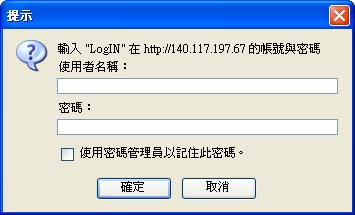 提示
輸入 "LogIN" 在 http://140.117.197.67 的帳號與密碼
使用者名稱：
密碼：
使用密碼管理員以記住此密碼。
確定
取消